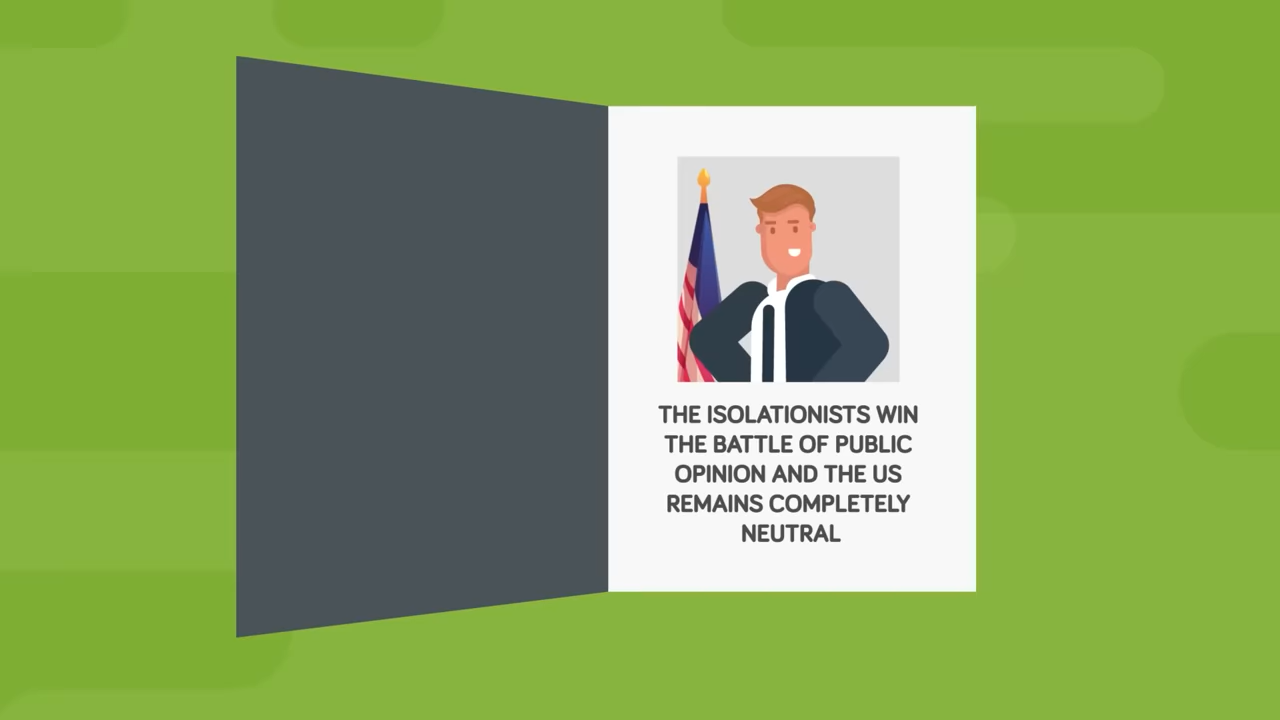 THE ISOLATIONISTS WIN
THE BATTLE OF PUBLIC
OPINION AND THE US
REMAINS COMPLETELY
NEUTRAL